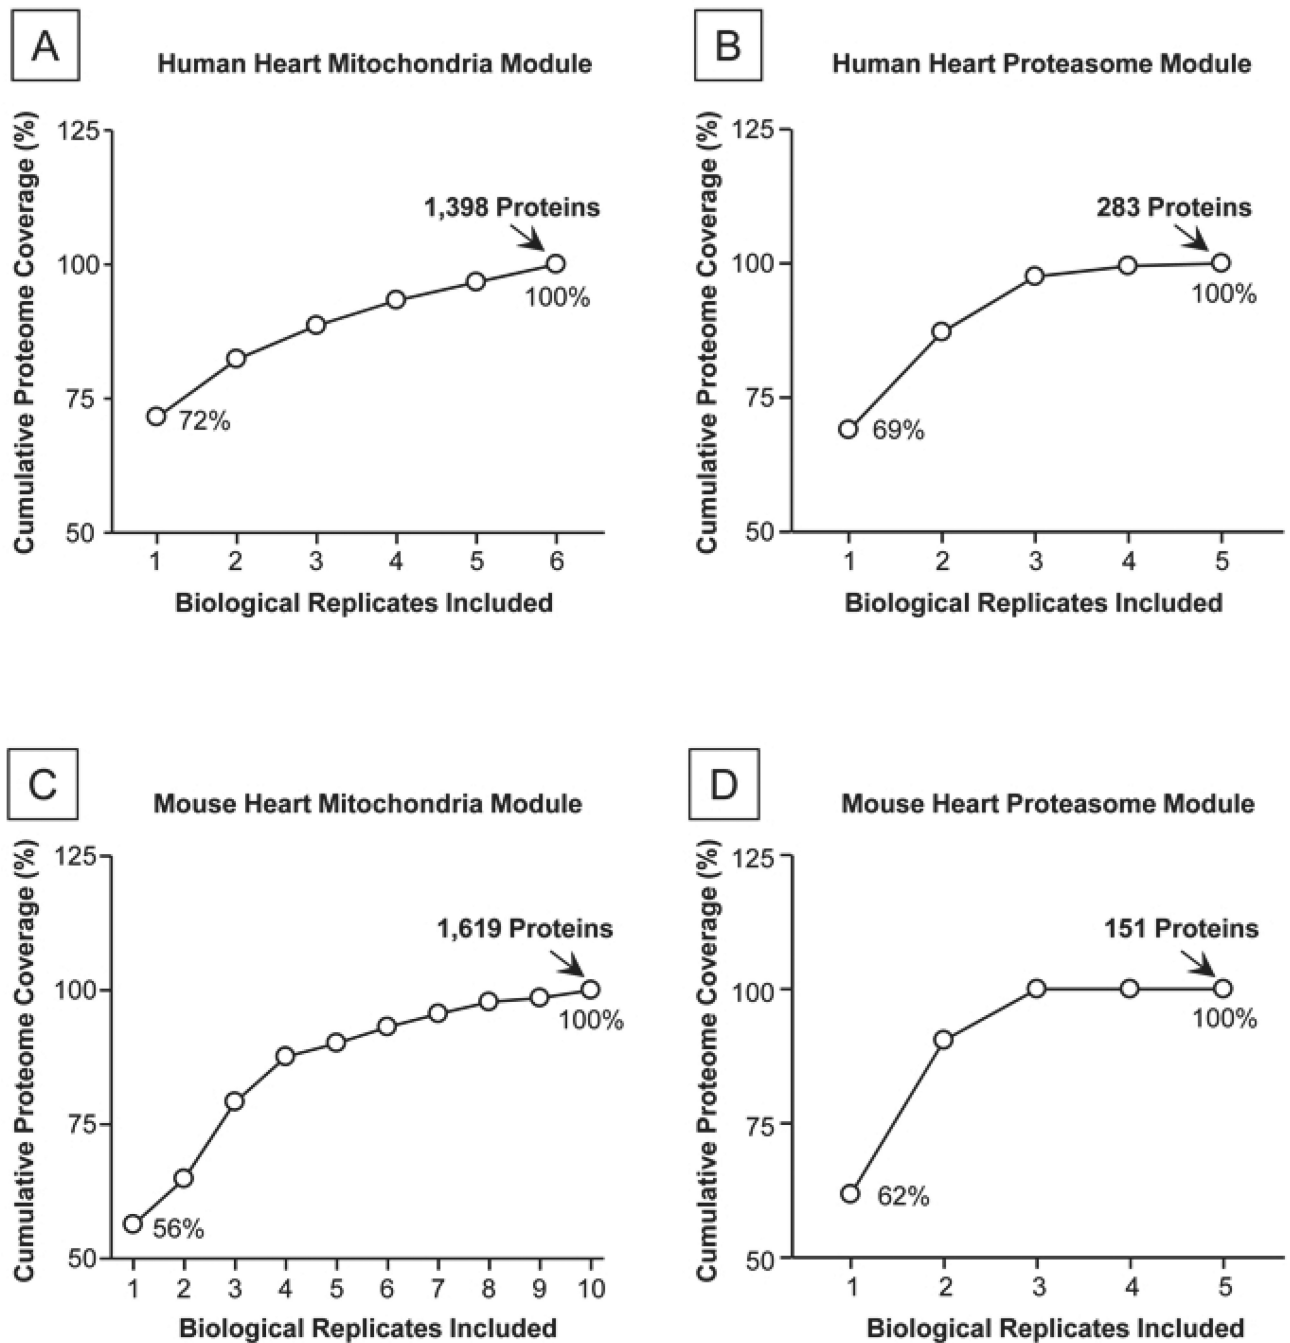 A
Human Heart Mitochondria Module
Cumulative Proteome Coverage (%)
125
100
75
50
1,398 Proteins
100%
72%
1 2 3 4 5 6
Biological Replicates Included
B
Human Heart Proteasome Module
Cumulative Proteome Coverage (%)
125
100
75
50
283 Proteins
100%
69%
1 2 3 4 5
Biological Replicates Included
C
Mouse Heart Mitochondria Module
Cumulative Proteome Coverage (%)
125
100
75
50
1,619 Proteins
100%
56%
1 2 3 4 5 6 7 8 9 10
Biological Replicates Included
D
Mouse Heart Proteasome Module
Cumulative Proteome Coverage (%)
125
100
75
50
151 Proteins
100%
62%
1 2 3 4 5
Biological Replicates Included